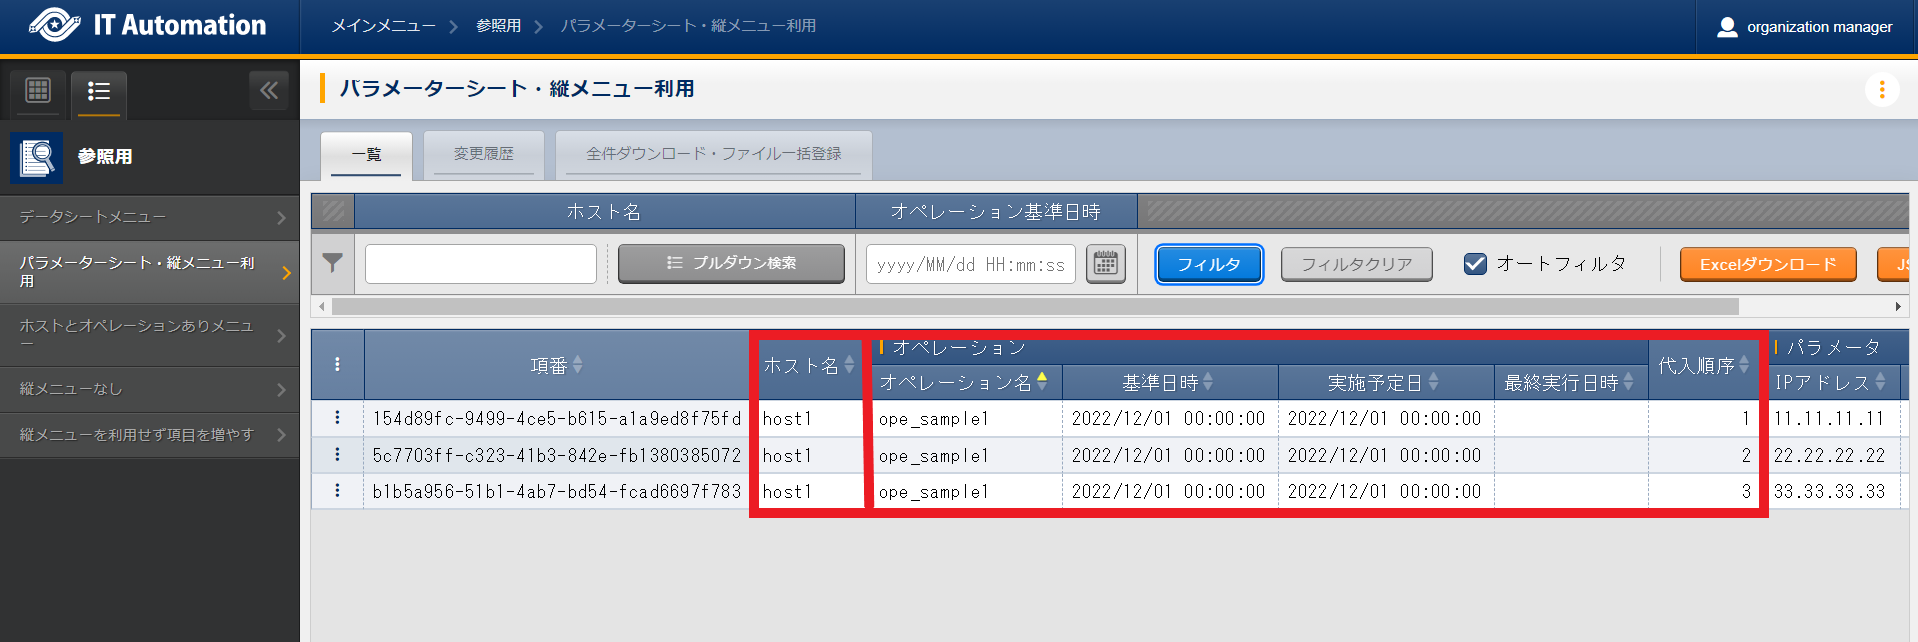 IT Automation
メインメニュー
参照用
パラメーターシート・縦メニュー利用
organization manager
参照用
データシートメニュー
パラメーターシート・縦メニュー利
用
ホストとオペレーションありメニュ
ー
縦メニューなし
縦メニューを利用せず項目を増やす
パラメーターシート・縦メニュー利用
一覧
変更履歴
全件ダウンロード・ファイル一括登録
ホスト名 オペレーション基準日時
プルダウン検索 yyyy/MM/dd HH:mm:ss フィルタ フィルタクリア オートフィルタ Excelダウンロード JS
項番 ホスト名 オペレーション 代入順序 パラメータ
オペレーション名 基準日時 実施予定日 最終実行日時 IPアドレス
154d89fc-9499-4ce5-b615-a1a9ed8f75fd host1 ope_sample1 2022/12/01 00:00:00 2022/12/01 00:00:00 1 11.11.11.11
5c7703ff-c323-41b3-842e-fb1380385072 host1 ope_sample1 2022/12/01 00:00:00 2022/12/01 00:00:00 2 22.22.22.22
b1b5a956-51b1-4ab7-bd54-fcad6697f783 host1 ope_sample1 2022/12/01 00:00:00 2022/12/01 00:00:00 3 33.33.33.33